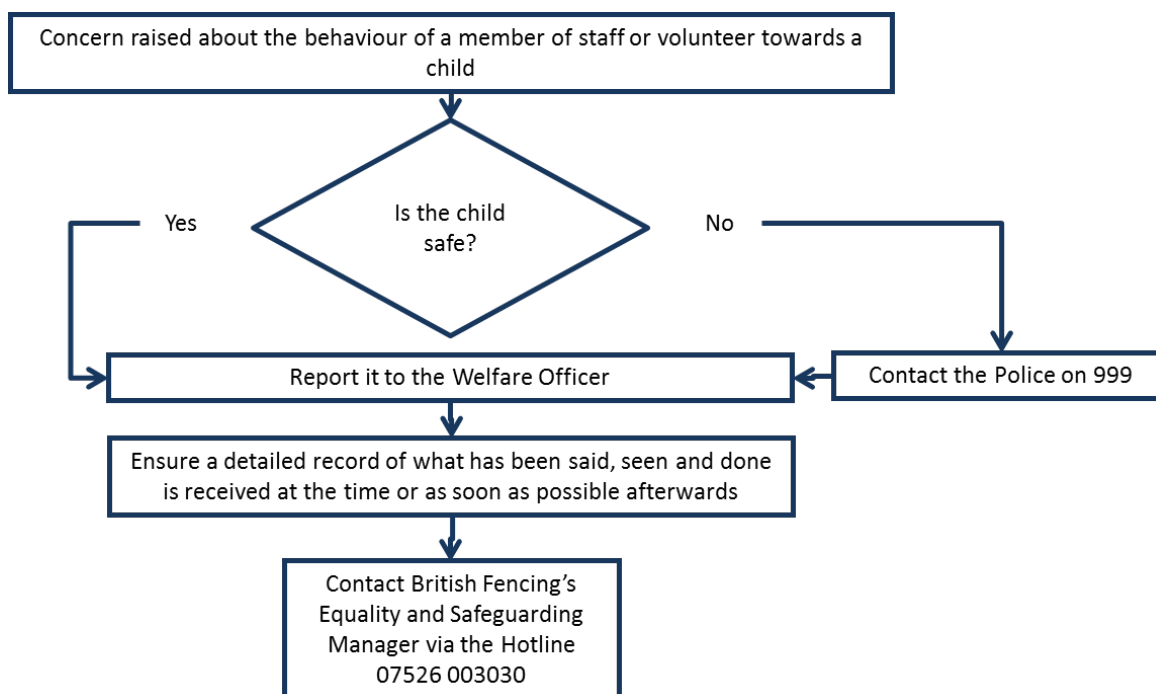 Concern raised about the behaviour of a member of staff or volunteer towards a
child
Is the child
safe?
Yes
No
Report it to the Welfare Officer
Contact the Police on 999
Ensure a detailed record of what has been said, seen and done
is received at the time or as soon as possible afterwards
Contact British Fencing’s
Equality and Safeguarding
Manager via the Hotline
07526 003030